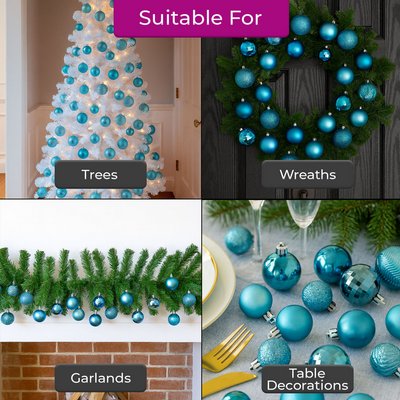 Suitable For
Trees
Wreaths
Garlands
Table
Decorations